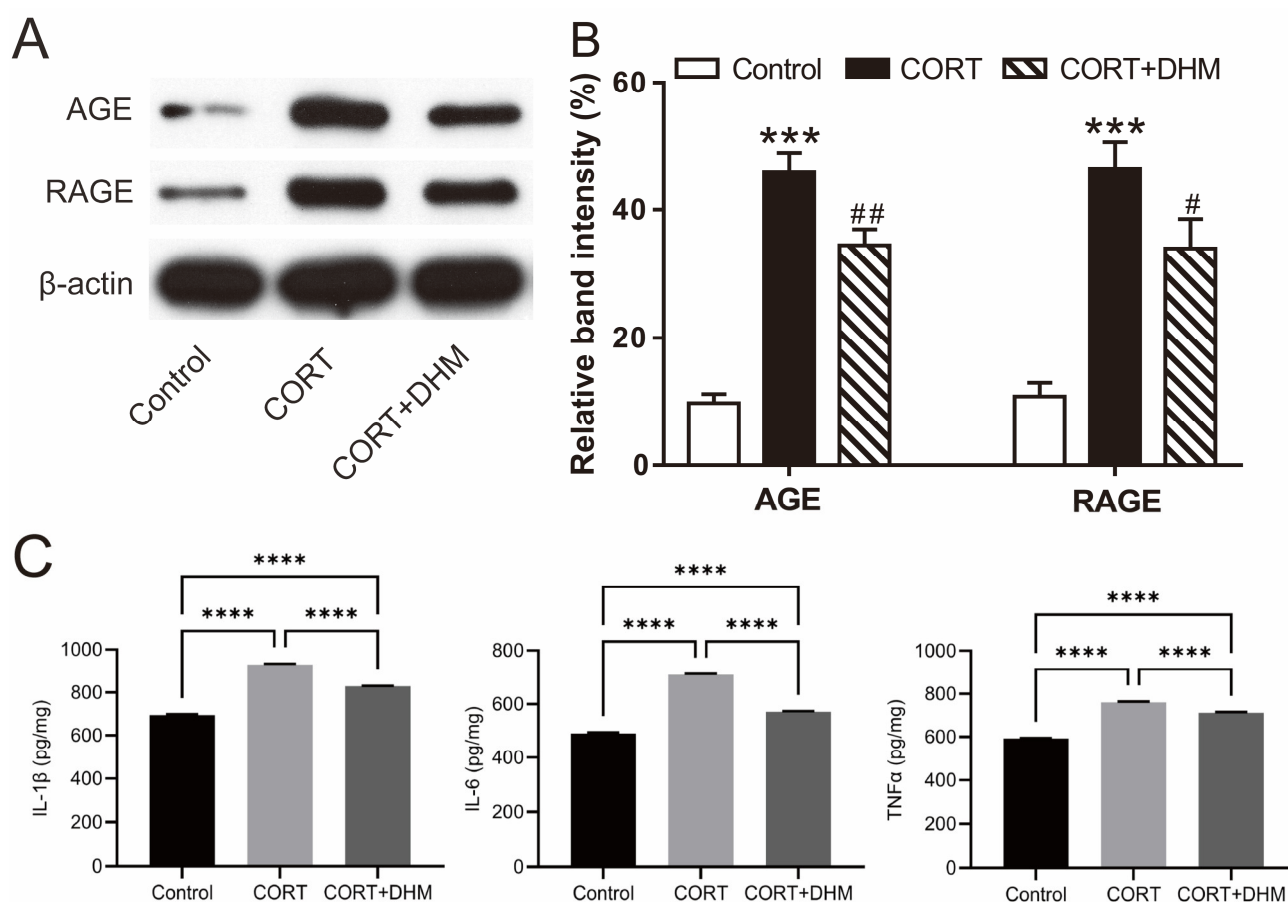 A
AGE
RAGE
β-actin
Control
CORT
CORT+DHM
B
Control CORT CORT+DHM
Relative band intensity (%)
60
40
20
0
***
##
***
#
AGE RAGE
C
****
**** ****
IL-1β (pg/mg)
1000
800
600
400
200
0
Control CORT CORT+DHM
****
**** ****
IL-6 (pg/mg)
800
600
400
200
0
Control CORT CORT+DHM
****
**** ****
TNFα (pg/mg)
1000
800
600
400
200
0
Control CORT CORT+DHM